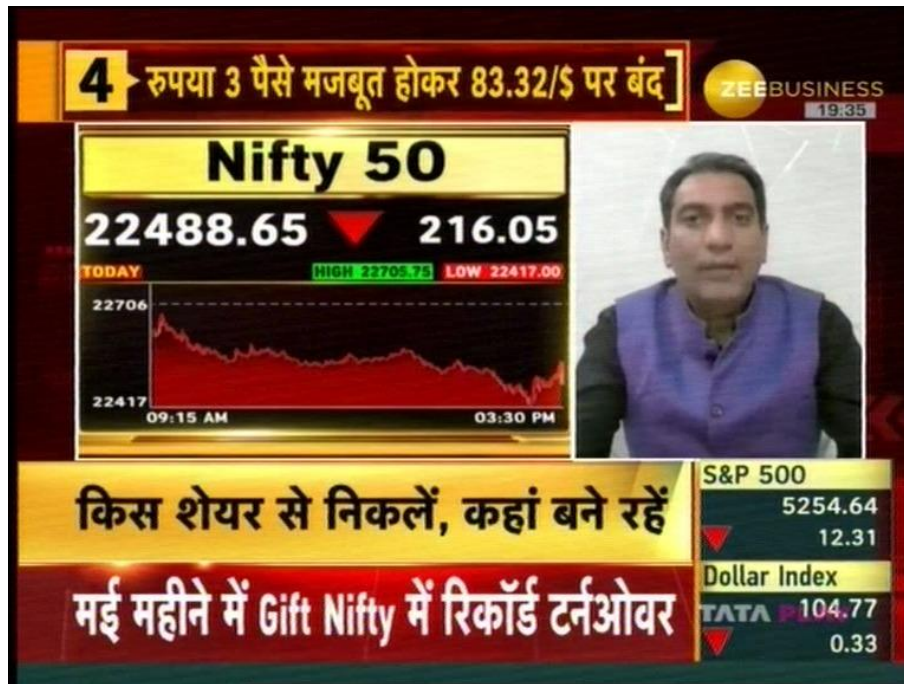 4 रुपया 3 पैसे मजबूत होकर 83.32/$ पर बंद
ZEEBUSINESS
19:35
Nifty 50
22488.65 216.05
TODAY HIGH 22705.75 LOW 22417.00
22706
22417
09:15 AM 03:30 PM
किस शेयर से निकलें, कहां बने रहें
मई महीने में Gift Nifty में रिकॉर्ड टर्नओवर
S&P 500
5254.64
12.31
Dollar Index
104.77
TATA PLAY
0.33